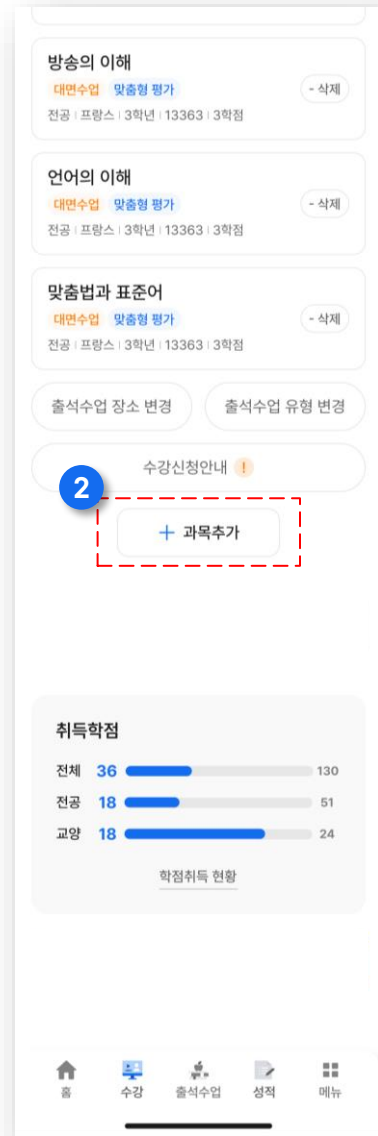 방송의 이해
대면수업 맞춤형 평가
- 삭제
전공 | 프랑스 | 3학년 | 13363 | 3학점
언어의 이해
대면수업 맞춤형 평가
- 삭제
전공 | 프랑스 | 3학년 | 13363 | 3학점
맞춤법과 표준어
대면수업 맞춤형 평가
- 삭제
전공 | 프랑스 | 3학년 | 13363 | 3학점
출석수업 장소 변경 출석수업 유형 변경
수강신청안내 !
2
+ 과목추가
취득학점
전체 36 130
전공 18 51
교양 18 24
학점취득 현황
홈 수강 출석수업 성적 메뉴